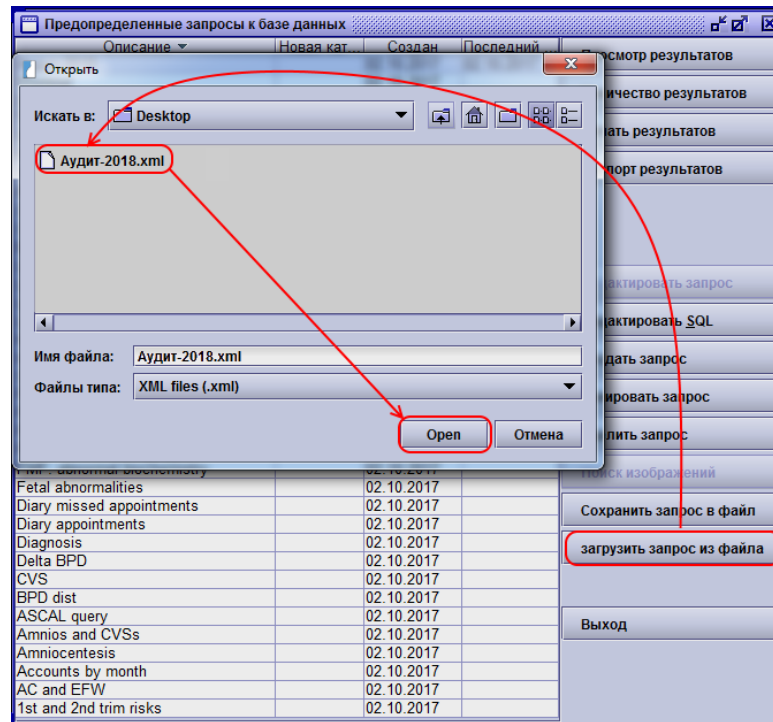 Предопределенные запросы к базе данных
Описание Новая кат... Создан Последний ...
Открыть
смотр результатов
Искать в: Desktop
ичество результатов
Аудит-2018.xml
ать результатов
порт результатов
актировать запрос
актировать SQL
Имя файла: Аудит-2018.xml
дать запрос
Файлы типа: XML files (.xml)
ировать запрос
Open Отмена
лить запрос
Поиск изображений
Fetal abnormalities 02.10.2017
Diary missed appointments 02.10.2017
Сохранить запрос в файл
Diary appointments 02.10.2017
Diagnosis 02.10.2017
загрузить запрос из файла
Delta BPD 02.10.2017
CVS 02.10.2017
BPD dist 02.10.2017
ASCAL query 02.10.2017
Выход
Amnios and CVSs 02.10.2017
Amniocentesis 02.10.2017
Accounts by month 02.10.2017
AC and EFW 02.10.2017
1st and 2nd trim risks 02.10.2017